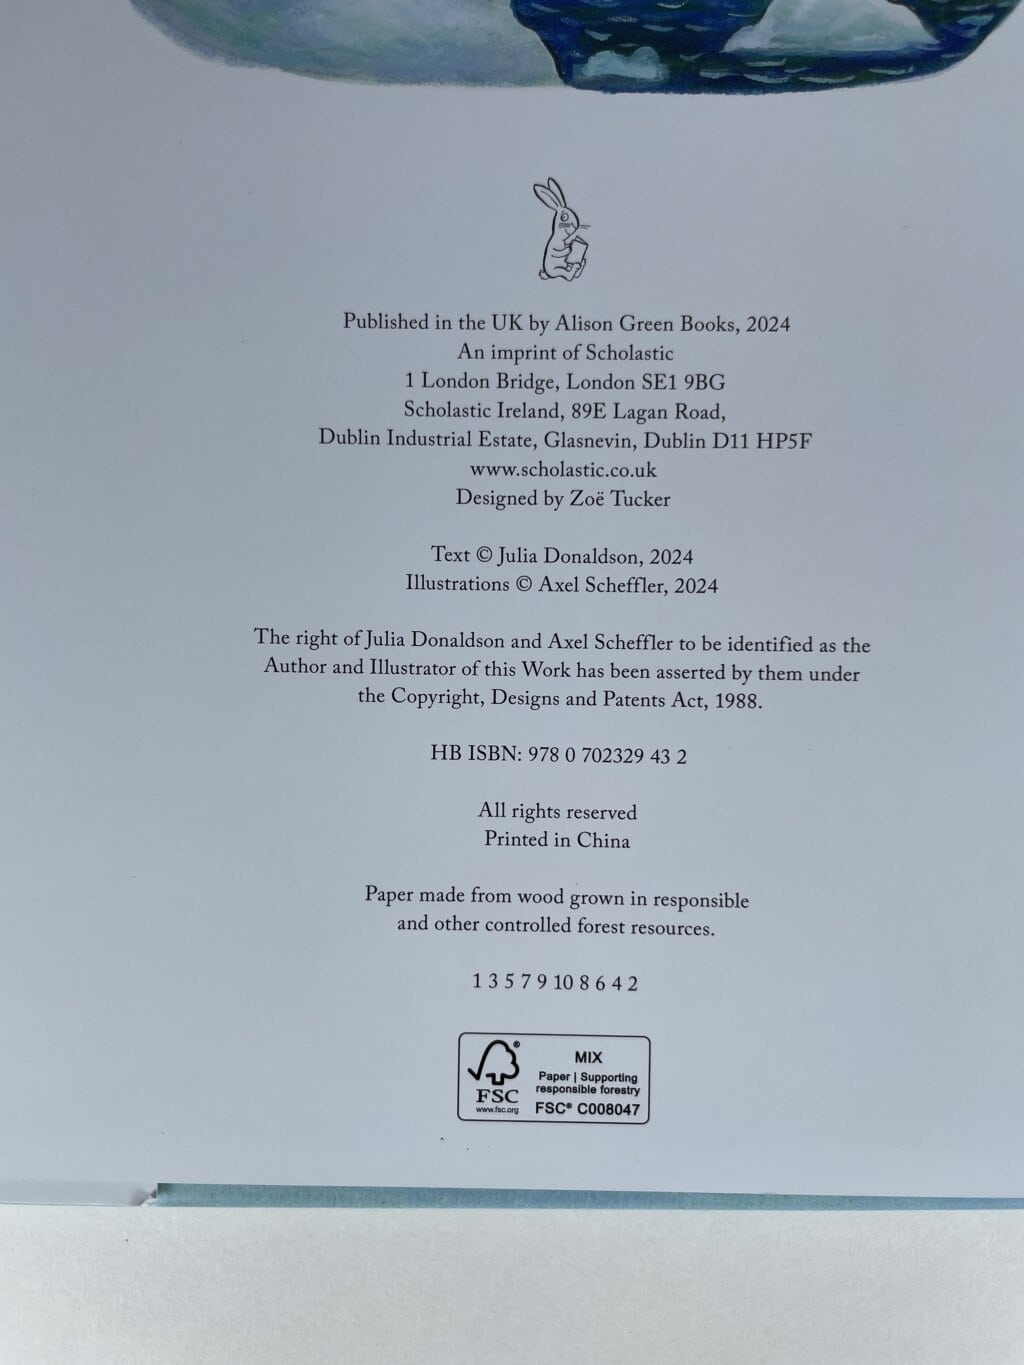 Published in the UK by Alison Green Books, 2024
An imprint of Scholastic
1 London Bridge, London SE1 9BG
Scholastic Ireland, 89E Lagan Road,
Dublin Industrial Estate, Glasnevin, Dublin D11 HP5F
www.scholastic.co.uk
Designed by Zoë Tucker
Text © Julia Donaldson, 2024
Illustrations © Axel Scheffler, 2024
The right of Julia Donaldson and Axel Scheffler to be identified as the
Author and Illustrator of this Work has been asserted by them under
the Copyright, Designs and Patents Act, 1988.
HB ISBN: 978 0 702329 43 2
All rights reserved
Printed in China
Paper made from wood grown in responsible
and other controlled forest resources.
1 3 5 7 9 10 8 6 4 2
®
FSC
www.fsc.org
MIX
Paper | Supporting
responsible forestry
FSC® C008047